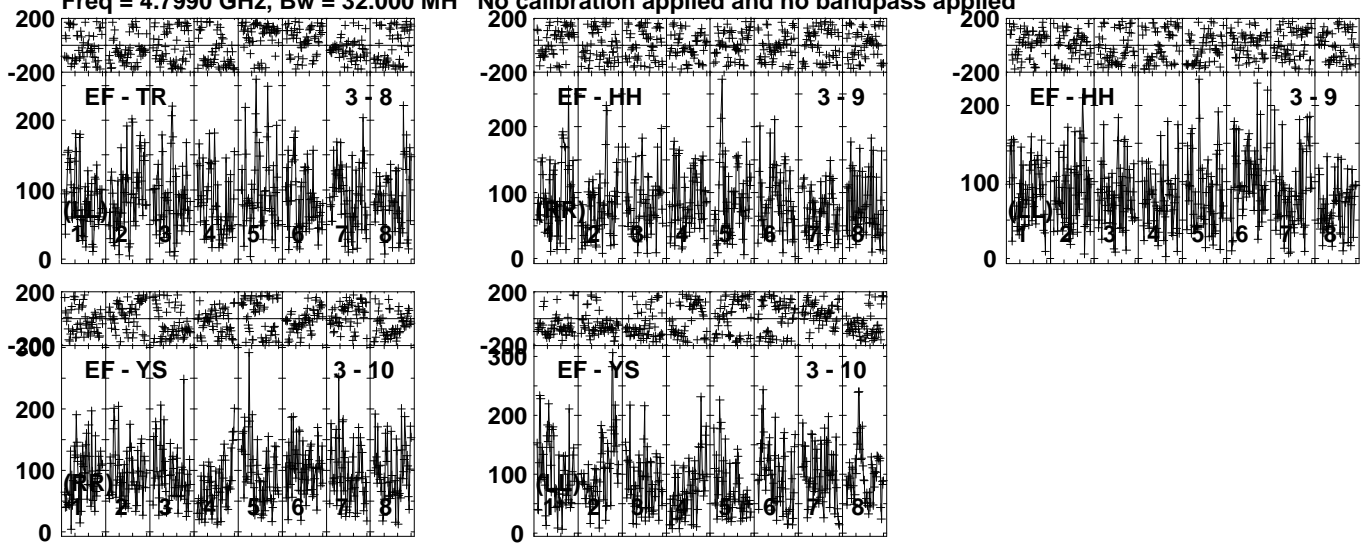 Freq = 4.7990 GHz, Bw = 32.000 MH No calibration applied and no bandpass applied
200
-200
EF - TR 3 - 8
200
100
0
(LL)
1 2 3 4 5 6 7 8
200
-200
EF - HH 3 - 9
200
100
0
(RR)
1 2 3 4 5 6 7 8
200
-200
EF - HH 3 - 9
200
100
0
(LL)
1 2 3 4 5 6 7 8
200
-200
300
EF - YS 3 - 10
200
100
0
(RR)
1 2 3 4 5 6 7 8
200
-200
300
EF - YS 3 - 10
200
100
0
(LL)
1 2 3 4 5 6 7 8